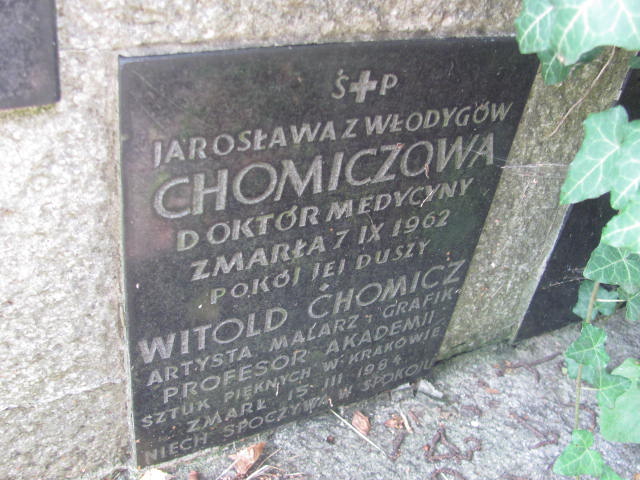 Ś+P
JAROSŁAWA Z WŁODYGÓW
CHOMICZOWA
DOKTÓR MEDYCYNY
ZMARŁA 7 IX 1962
POKÓJ JEJ DUSZY
WITOLD CHOMICZ
ARTYSTA MALARZ-GRAFIK-
PROFESOR AKADEMII
SZTUK PIĘKNYCH W KRAKOWIE
ZMARŁ 15 III 1984
NIECH SPOCZYWA W SPOKOJU